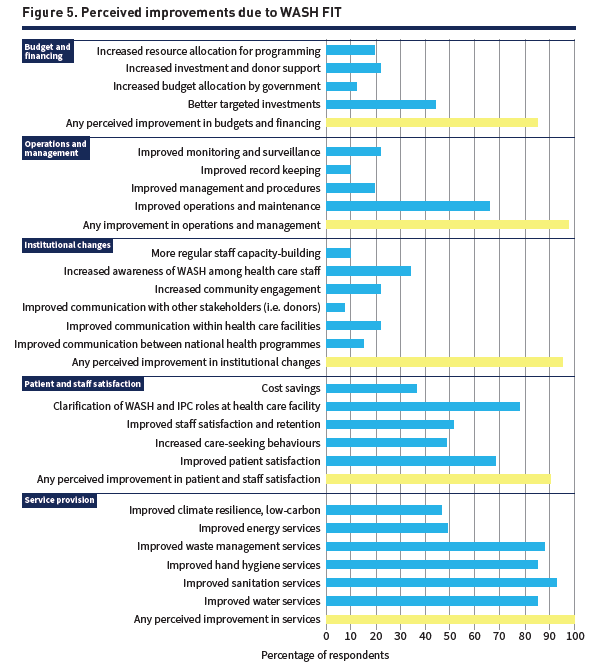 Figure 5. Perceived improvements due to WASH FIT
Budget and
financing
Increased resource allocation for programming
Increased investment and donor support
Increased budget allocation by government
Better targeted investments
Any perceived improvement in budgets and financing
Operations and
management
Improved monitoring and surveillance
Improved record keeping
Improved management and procedures
Improved operations and maintenance
Any improvement in operations and management
Institutional changes
More regular staff capacity-building
Increased awareness of WASH among health care staff
Increased community engagement
Improved communication with other stakeholders (i.e. donors)
Improved communication within health care facilities
Improved communication between national health programmes
Any perceived improvement in institutional changes
Patient and staff satisfaction
Cost savings
Clarification of WASH and IPC roles at health care facility
Improved staff satisfaction and retention
Increased care-seeking behaviours
Improved patient satisfaction
Any perceived improvement in patient and staff satisfaction
Service provision
Improved climate resilience, low-carbon
Improved energy services
Improved waste management services
Improved hand hygiene services
Improved sanitation services
Improved water services
Any perceived improvement in services
0 10 20 30 40 50 60 70 80 90 100
Percentage of respondents